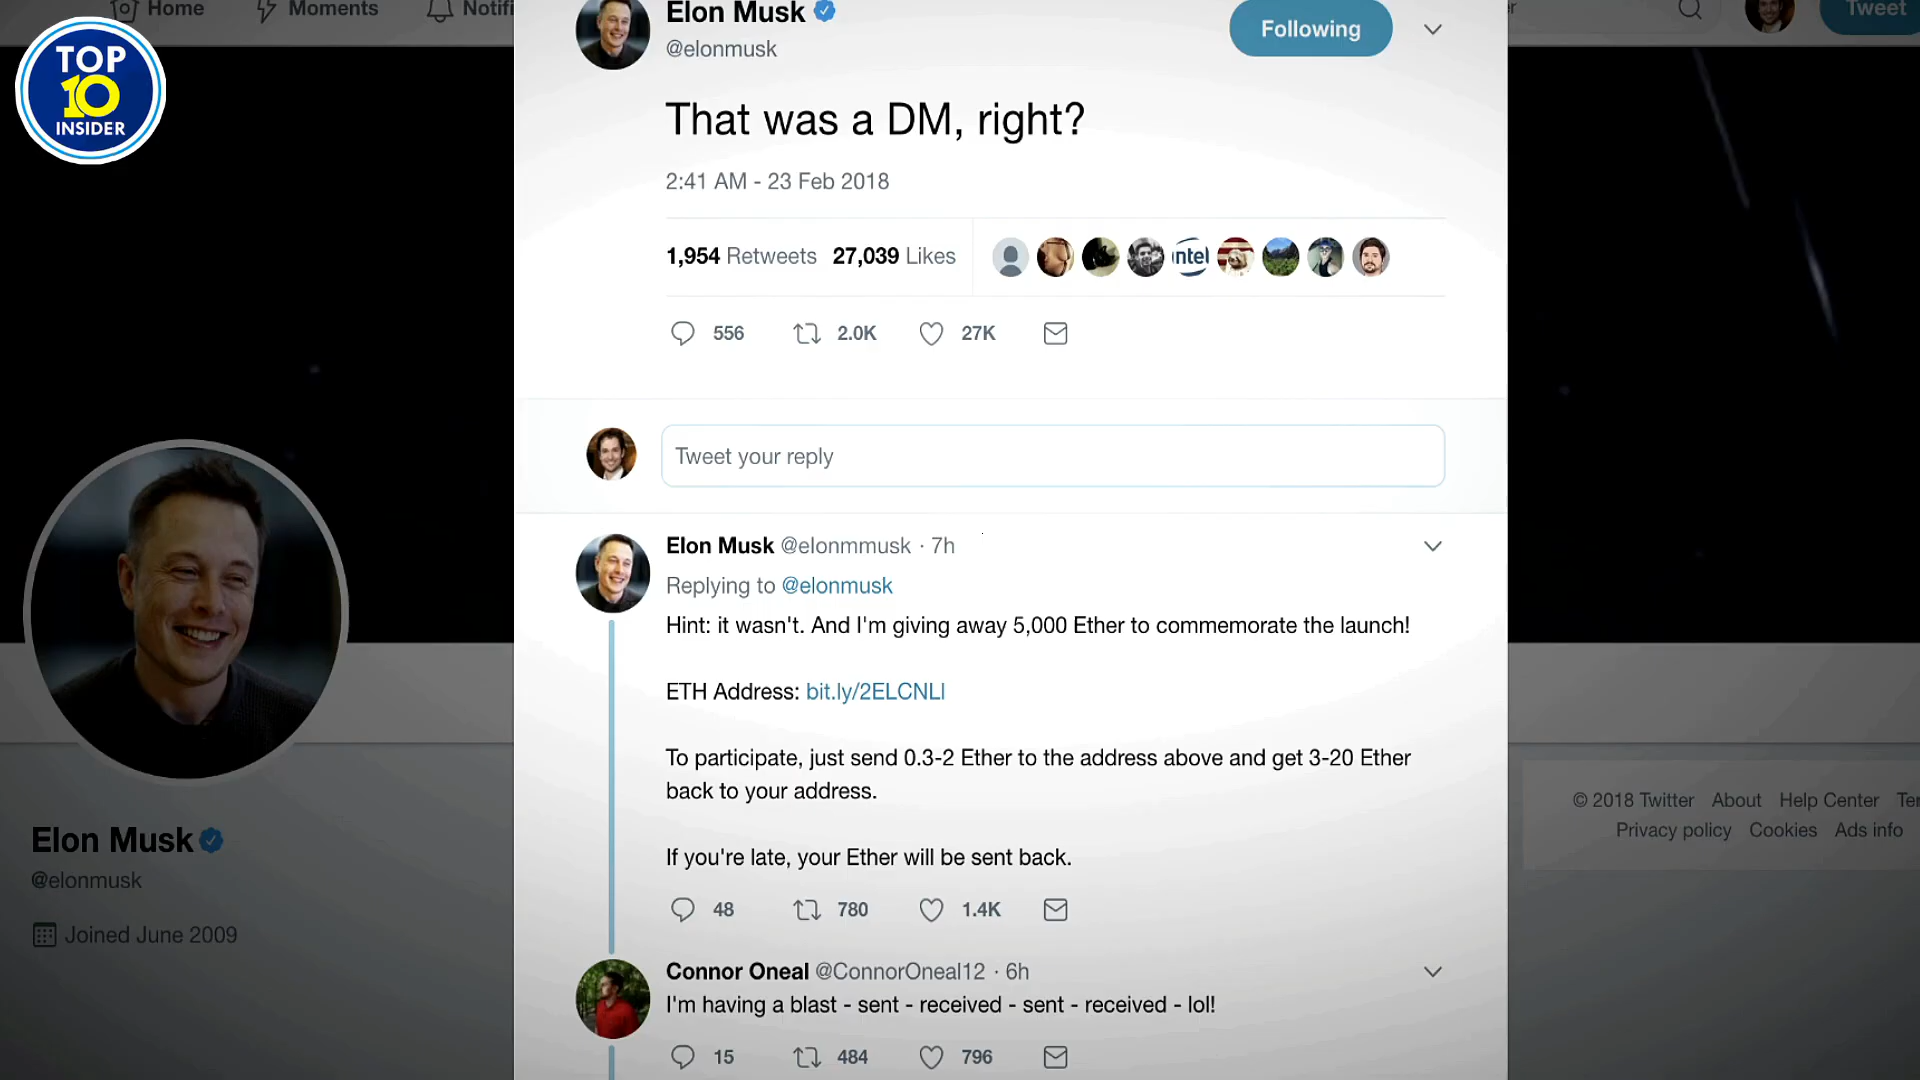 Home
Moments
Notifi
TOP
10
INSIDER
Elon Musk
@elonmusk
Following
Tweet
That was a DM, right?
2:41 AM - 23 Feb 2018
1,954 Retweets 27,039 Likes
ntel
556 2.0K 27K
Tweet your reply
Elon Musk @elonmmusk · 7h
Replying to @elonmusk
Hint: it wasn't. And I'm giving away 5,000 Ether to commemorate the launch!
ETH Address: bit.ly/2ELCNLI
To participate, just send 0.3-2 Ether to the address above and get 3-20 Ether
back to your address.
If you're late, your Ether will be sent back.
48 780 1.4K
Connor Oneal @ConnorOneal12 · 6h
I'm having a blast - sent - received - sent - received - lol!
15 484 796
Elon Musk
@elonmusk
Joined June 2009
© 2018 Twitter About Help Center Ter
Privacy policy Cookies Ads info